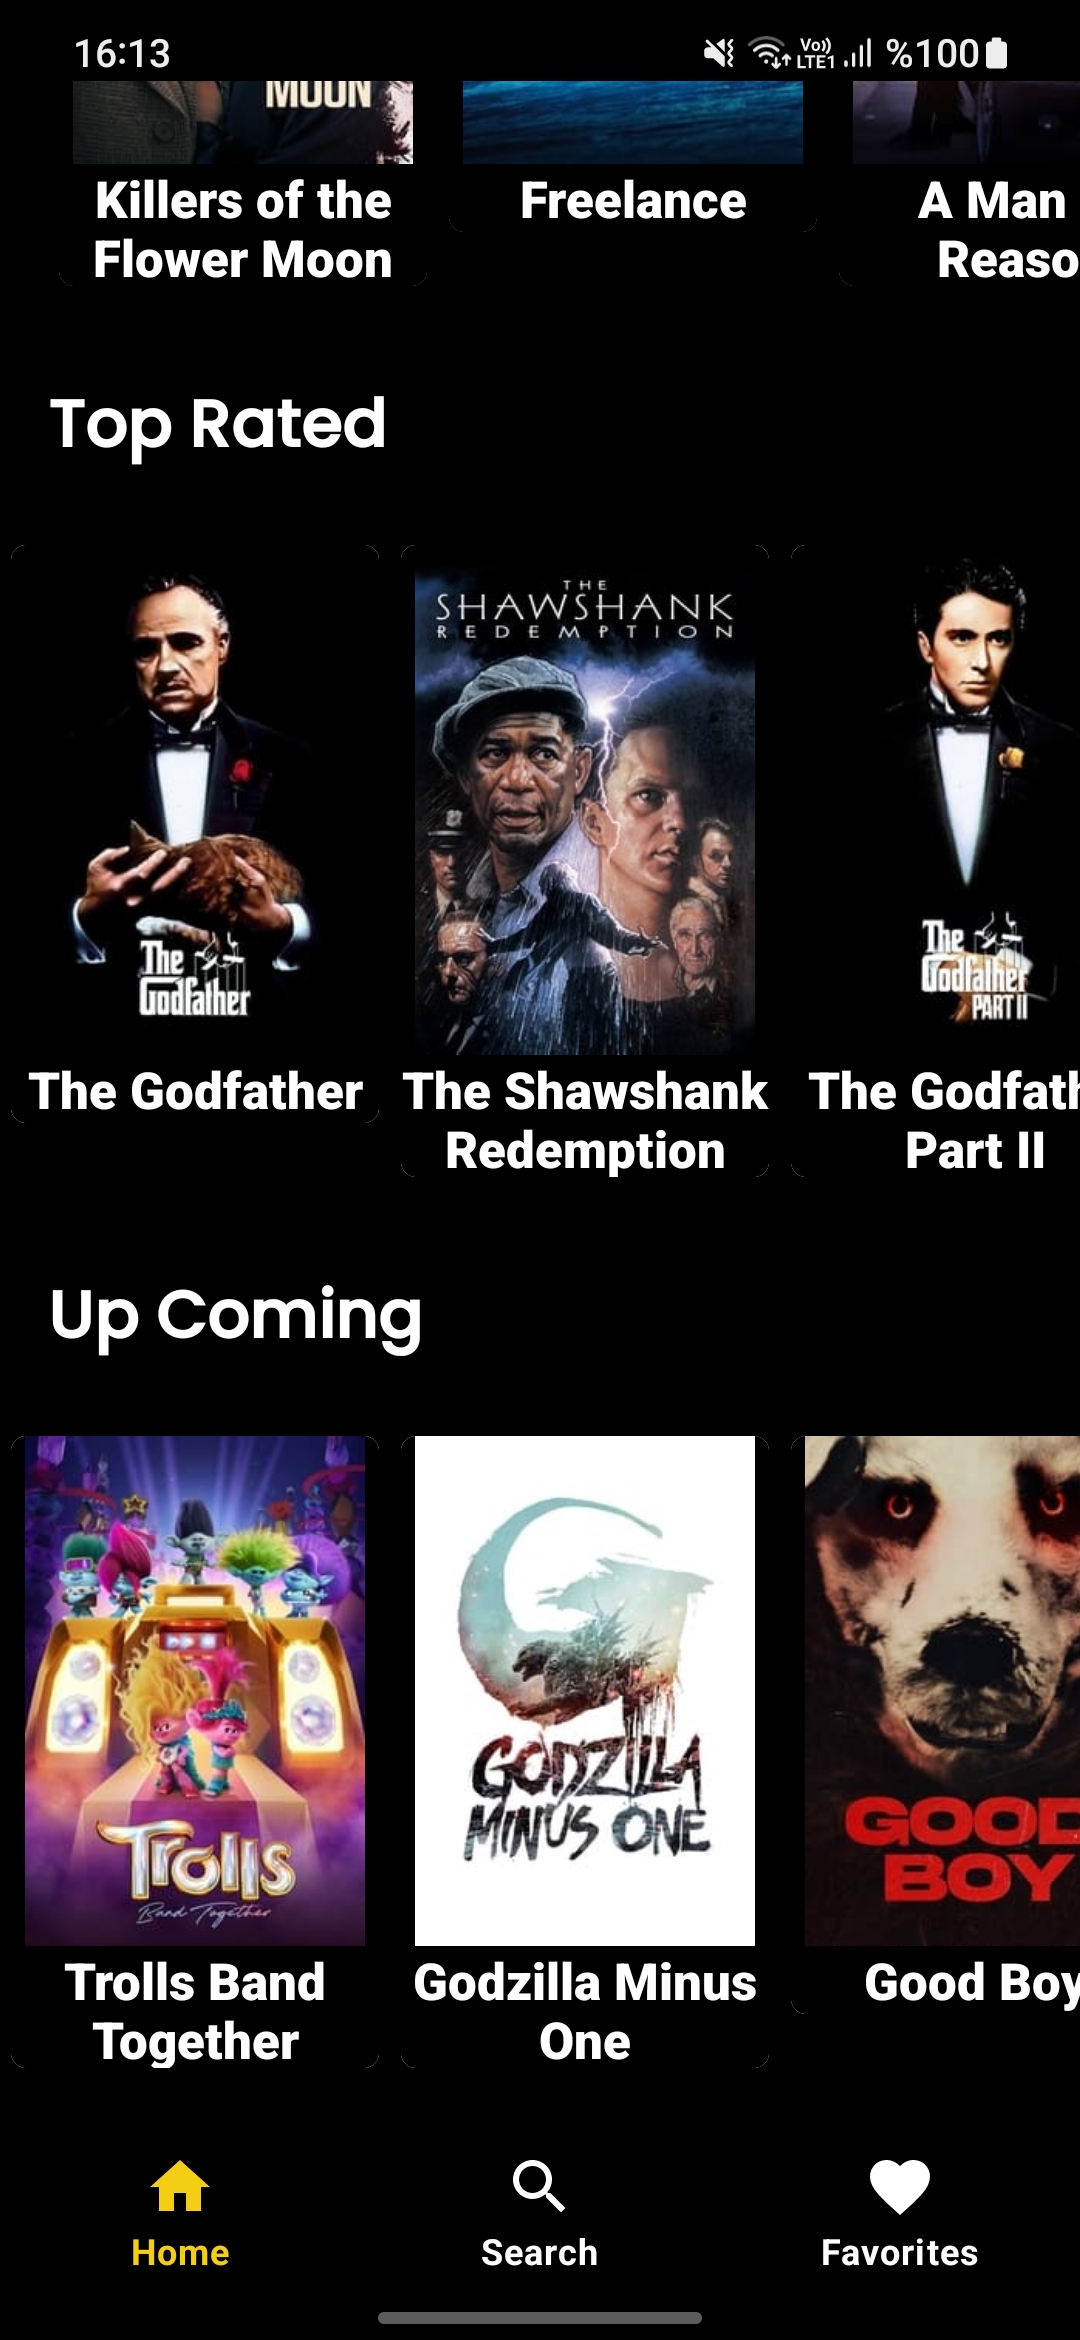 16:13
Vo))
LTE1
%100
MOON
Killers of the
Flower Moon
Freelance
A Man
Reaso
Top Rated
The
Godfather
THE
SHAWSHANK
REDEMPTION
The
Godfather
PART II
The Godfather
The Shawshank
Redemption
The Godfath
Part II
Up Coming
Trolls
Band Together
GODZILLA
MINUS ONE
GOOD
BOY
Trolls Band
Together
Godzilla Minus
One
Good Boy
Home
Search
Favorites